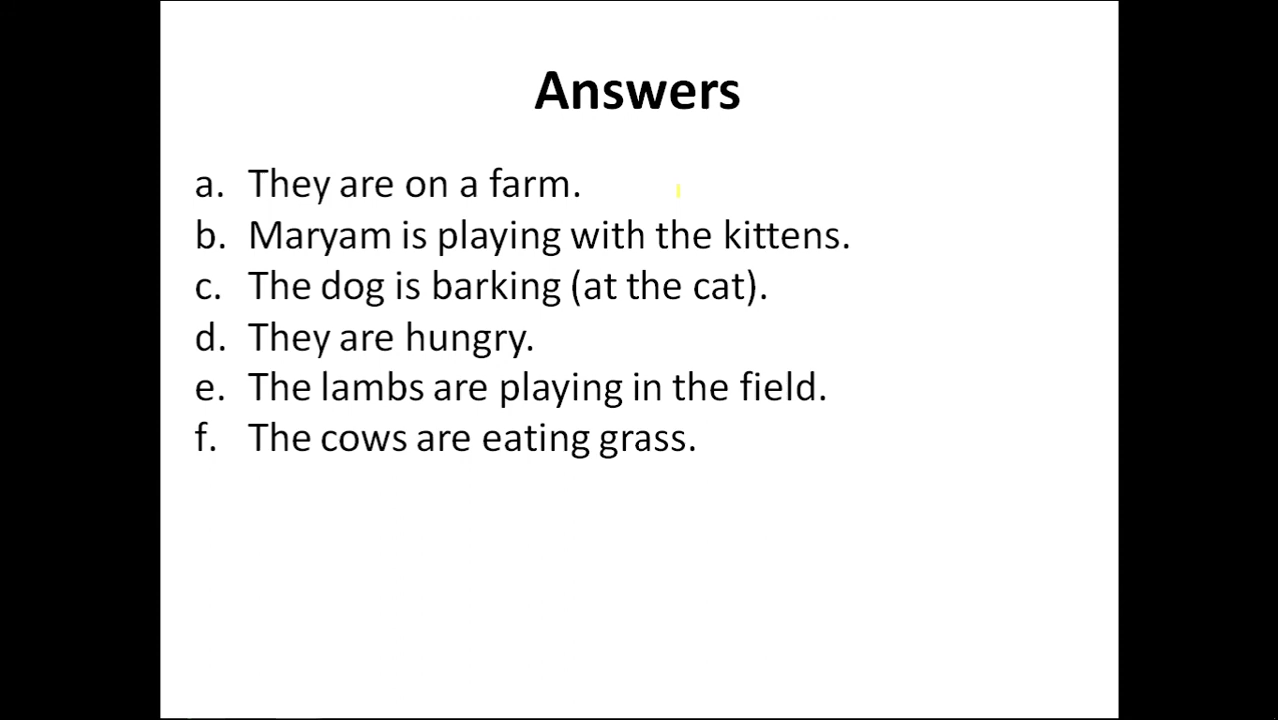 Answers
a. They are on a farm.
b. Maryam is playing with the kittens.
c. The dog is barking (at the cat).
d. They are hungry.
e. The lambs are playing in the field.
f. The cows are eating grass.